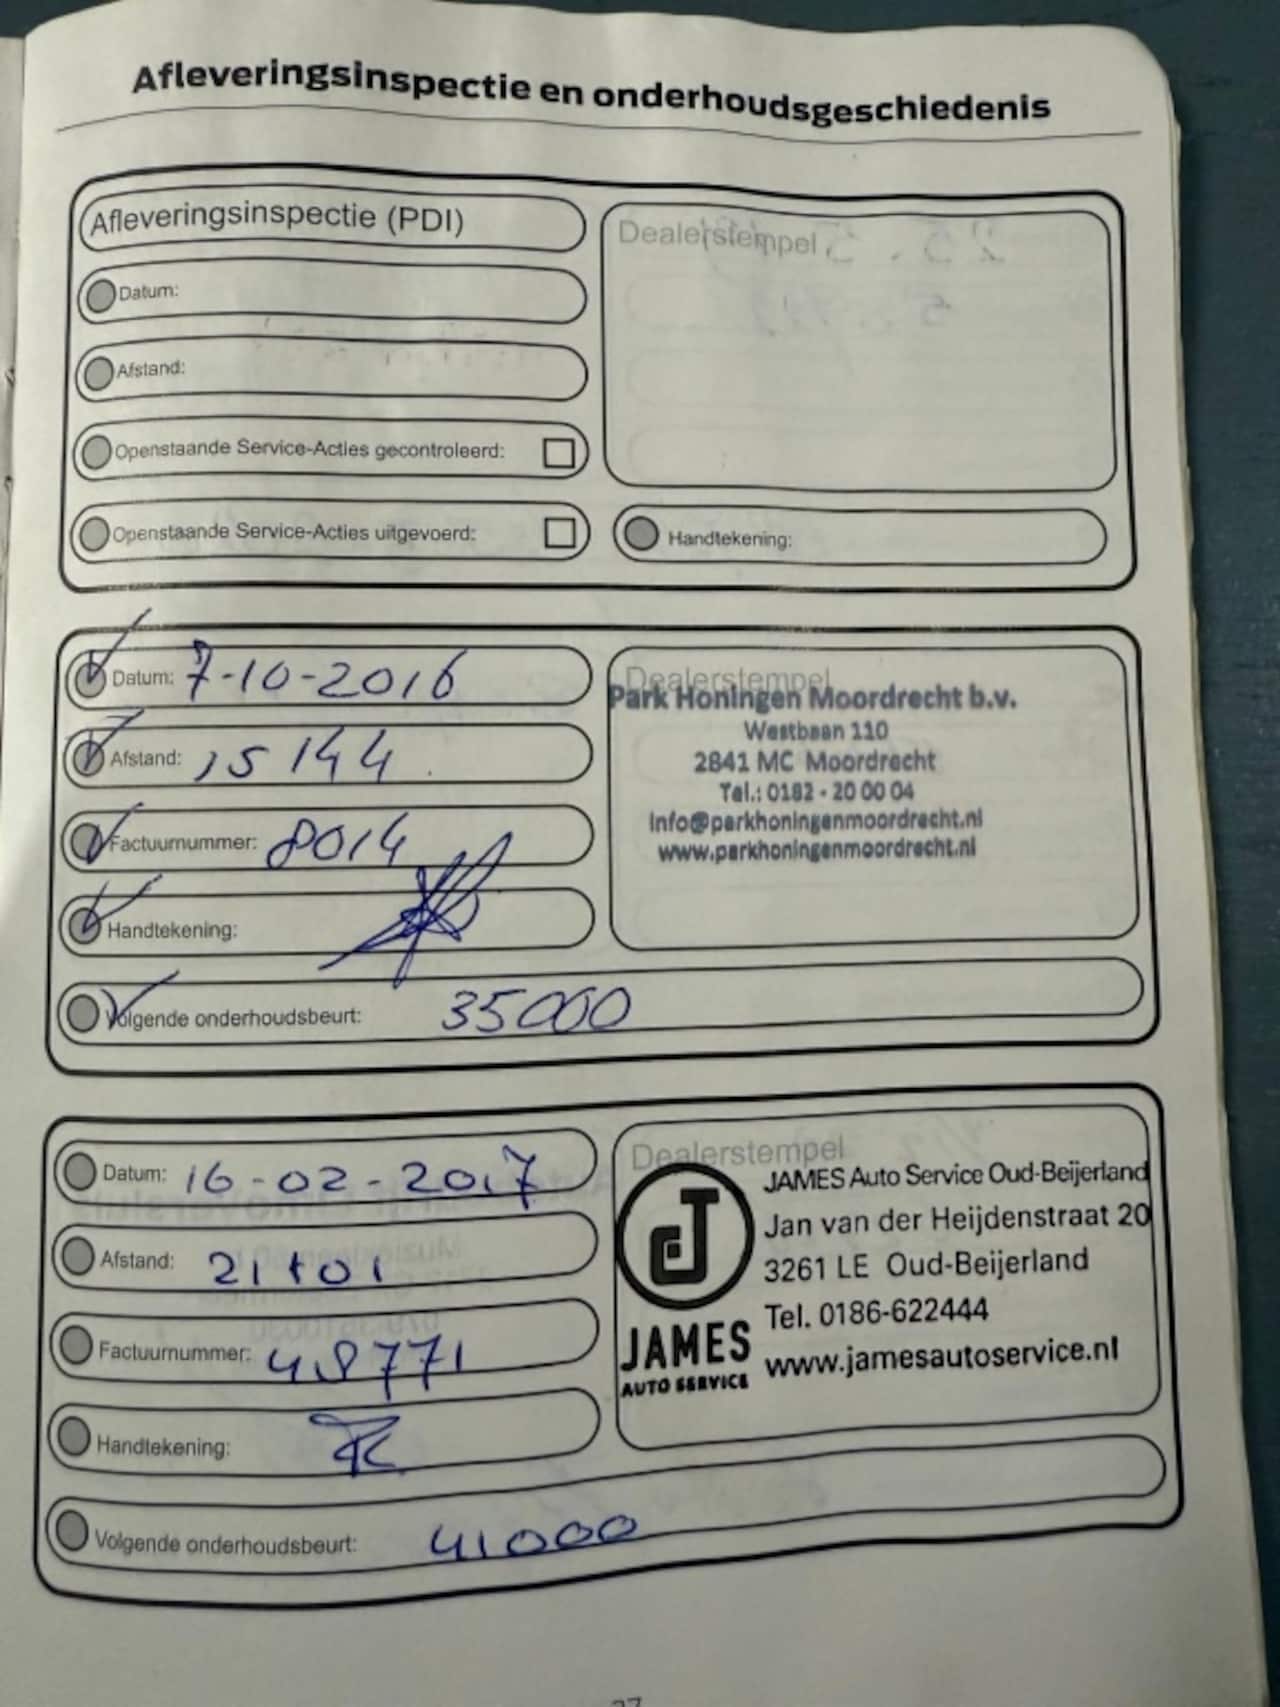 Afleveringsinspectie en onderhoudsgeschiedenis
Afleveringsinspectie (PDI)
Dealerstempel
Datum:
Afstand:
Openstaande Service-Acties gecontroleerd:
Openstaande Service-Acties uitgevoerd:
Handtekening:
Datum: 7-10-2016
Afstand: 15144
Factuurnummer: 8014
Handtekening:
Volgende onderhoudsbeurt: 35000
Dealerstempel
Park Honingen Moordrecht b.v.
Westbaan 110
2841 MC Moordrecht
Tel.: 0182 - 20 00 04
info@parkhoningenmoordrecht.nl
www.parkhoningenmoordrecht.nl
Datum: 16-02-2017
Afstand: 21101
Factuurnummer: 48771
Handtekening:
Volgende onderhoudsbeurt: 41000
Dealerstempel
JAMES Auto Service Oud-Beijerland
Jan van der Heijdenstraat 20
3261 LE Oud-Beijerland
Tel. 0186-622444
www.jamesautoservice.nl
JAMES
AUTO SERVICE